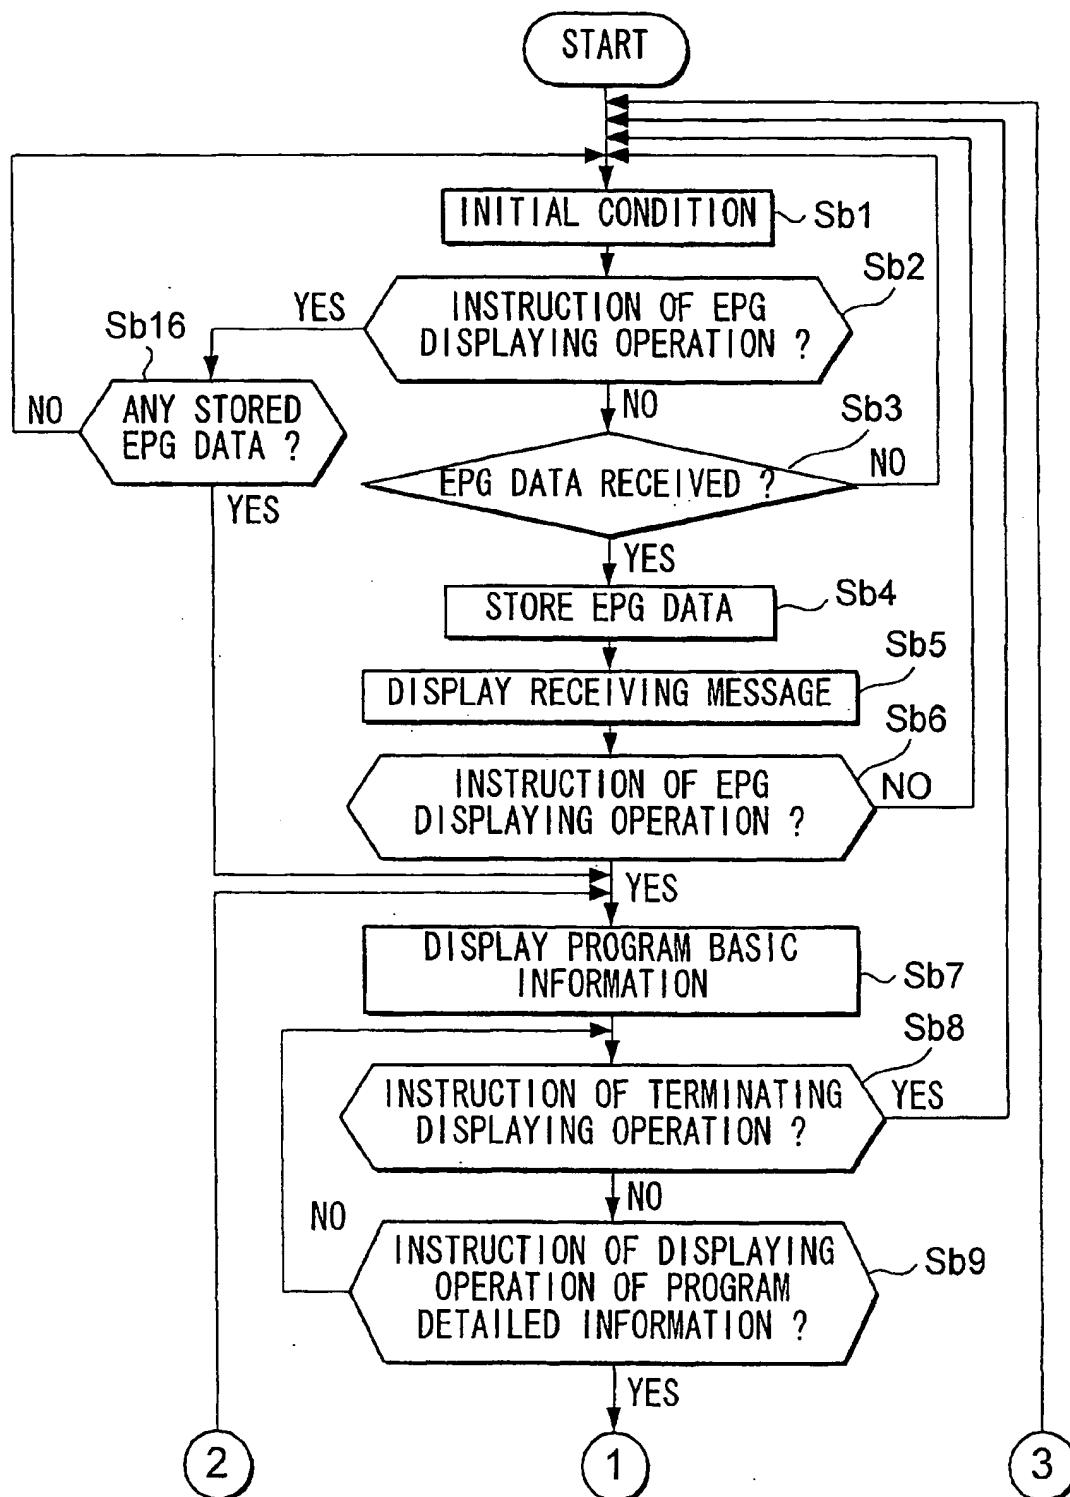 START
INITIAL CONDITION
Sb1
INSTRUCTION OF EPG
DISPLAYING OPERATION ?
Sb2
YES
NO
Sb16
ANY STORED
EPG DATA ?
NO
YES
Sb3
EPG DATA RECEIVED ?
NO
YES
STORE EPG DATA
Sb4
DISPLAY RECEIVING MESSAGE
Sb5
Sb6
INSTRUCTION OF EPG
DISPLAYING OPERATION ?
NO
YES
DISPLAY PROGRAM BASIC
INFORMATION
Sb7
Sb8
INSTRUCTION OF TERMINATING
DISPLAYING OPERATION ?
YES
NO
NO
INSTRUCTION OF DISPLAYING
OPERATION OF PROGRAM
DETAILED INFORMATION ?
Sb9
YES
2
1
3